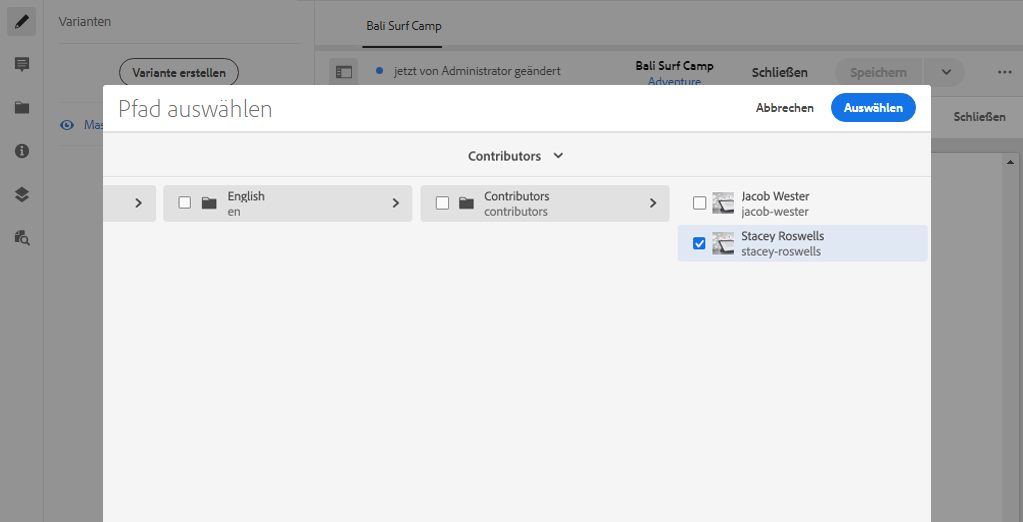 Varianten
Bali Surf Camp
Variante erstellen
jetzt von Administrator geändert
Bali Surf Camp
Adventure
Schließen
Speichern
Pfad auswählen
Abbrechen
Auswählen
Mas
Schließen
Contributors
English
en
Contributors
contributors
Jacob Wester
jacob-wester
Stacey Roswells
stacey-roswells